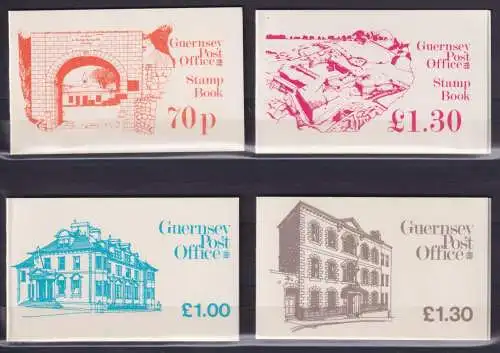 Guernsey
Post
Office
Stamp
Book
70p
Guernsey
Post
Office
Stamp
Book
£1.30
Guernsey
Post
Office
£1.00
Guernsey
Post
Office
£1.30